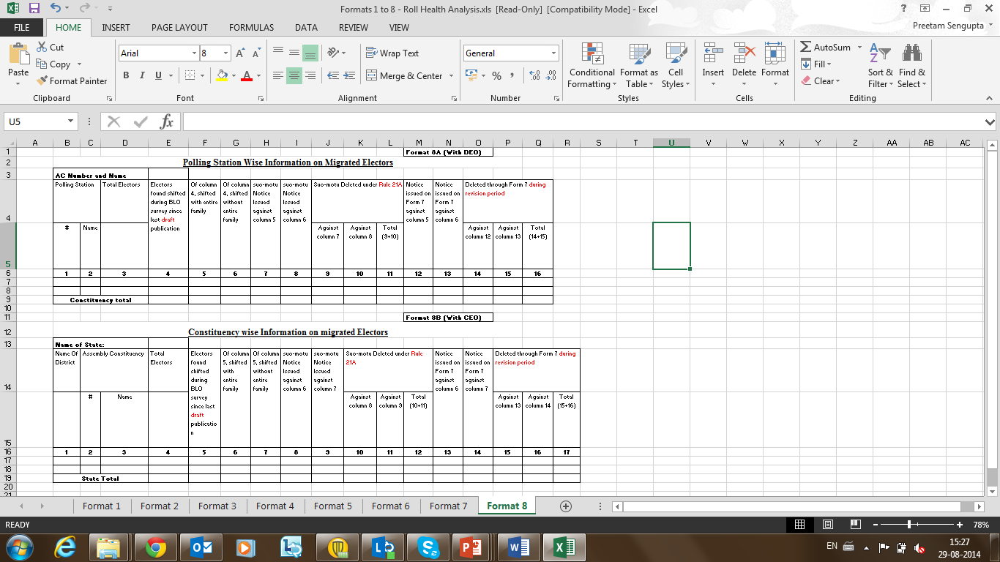 Formats 1 to 8 - Roll Health Analysis.xls [Read-Only] [Compatibility Mode] - Excel
FILE HOME INSERT PAGE LAYOUT FORMULAS DATA REVIEW VIEW
Preetam Sengupta
Paste
Cut
Copy
Format Painter
Clipboard
Arial 8
B I U
Font
Wrap Text
Merge & Center
Alignment
General
Number
Conditional Formatting
Format as Table
Cell Styles
Styles
Insert
Delete
Format
Cells
AutoSum
Fill
Clear
Sort & Filter
Find & Select
Editing
U5
A B C D E F G H I J K L M N O P Q R S T U V W X Y Z AA AB AC
1
Format 8A (With DEO)
2
Polling Station Wise Information on Migrated Electors
3
AC Number and Name
4
Polling Station
Total Electors
Electors found shifted during BLO survey since last draft publication
Of column 4, shifted with entire family
Of column 4, shifted without entire family
suo-motu Notice Issued against column 5
suo-motu Notice Issued against column 6
Suo-motu Deleted under Rule 21A
Notice issued on Form 7 against column 5
Notice issued on Form 7 against column 6
Deleted through Form 7 during revision period
5
#
Name
Against column 7
Against column 8
Total (9+10)
Against column 12
Against column 13
Total (14+15)
6
1 2 3 4 5 6 7 8 9 10 11 12 13 14 15 16
7
8
9
Constituency total
10
11
Format 8B (With CEO)
12
Constituency wise Information on migrated Electors
13
Name of State:
14
Name Of District
Assembly Constituency
Total Electors
Electors found shifted during BLO survey since last draft publication
Of column 5, shifted with entire family
Of column 5, shifted without entire family
suo-motu Notice Issued against column 6
suo-motu Notice Issued against column 7
Suo-motu Deleted under Rule 21A
Notice issued on Form 7 against column 6
Notice issued on Form 7 against column 7
Deleted through Form 7 during revision period
15
#
Name
Against column 8
Against column 9
Total (10+11)
Against column 13
Against column 14
Total (15+16)
16
1 2 3 4 5 6 7 8 9 10 11 12 13 14 15 16 17
17
18
19
State Total
20
21
Format 1 Format 2 Format 3 Format 4 Format 5 Format 6 Format 7 Format 8
READY
78%
EN
15:27
29-08-2014